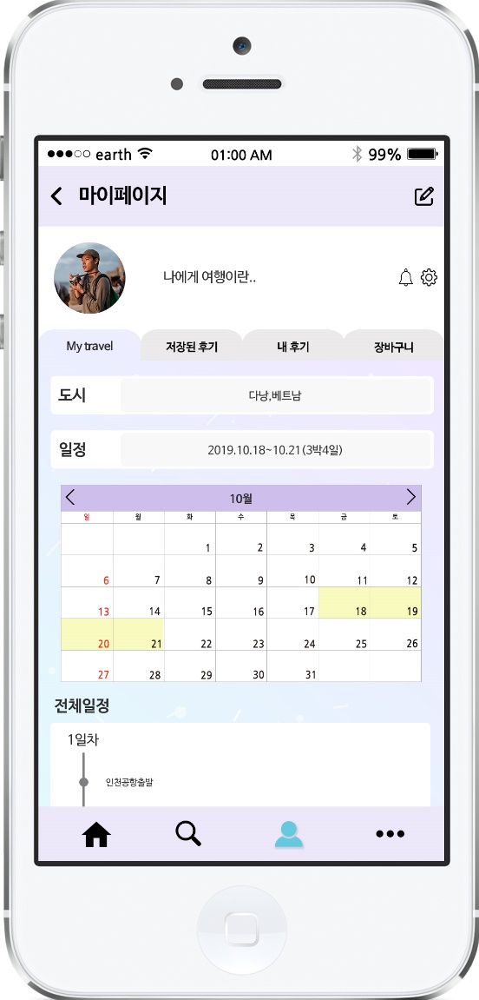 earth 01:00 AM 99%
마이페이지
나에게 여행이란..
My travel 저장된 후기 내 후기 장바구니
도시 다낭,베트남
일정 2019.10.18~10.21(3박4일)
10월
일 월 화 수 목 금 토
1 2 3 4 5
6 7 8 9 10 11 12
13 14 15 16 17 18 19
20 21 22 23 24 25 26
27 28 29 30 31
전체일정
1일차
인천공항출발